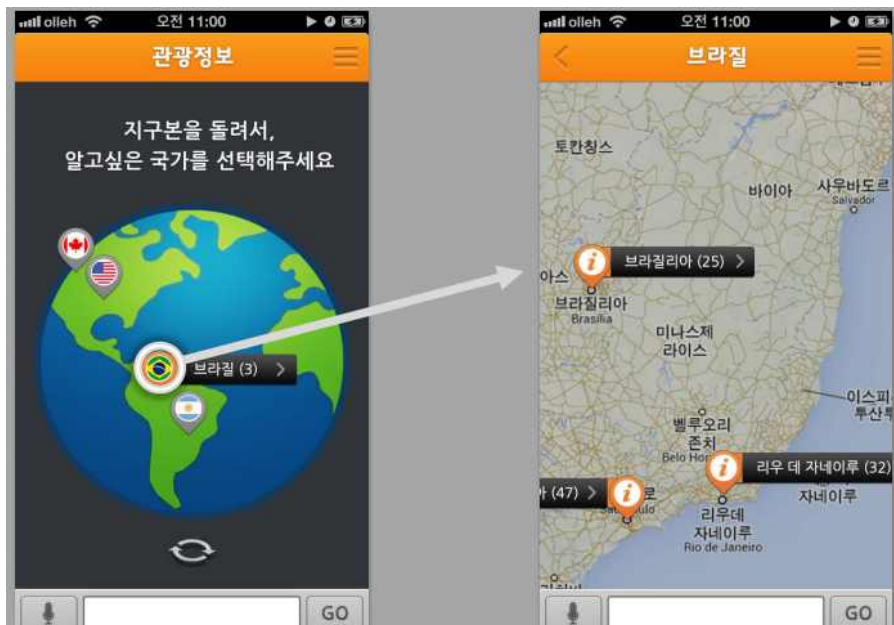 olleh 오전 11:00
관광정보
지구본을 돌려서,
알고싶은 국가를 선택해주세요
브라질 (3)
GO
olleh 오전 11:00
브라질
토칸칭스
바이아
사우바도르
Salvador
브라질리아 (25)
아스
브라질리아
Brasilia
미나스제
라이스
이스피
투산투
벨루오리
존치
Belo Hor
리우 데 자네이루 (32)
(47)
로
자네이루
리우데
자네이루
Rio de Janeiro
GO